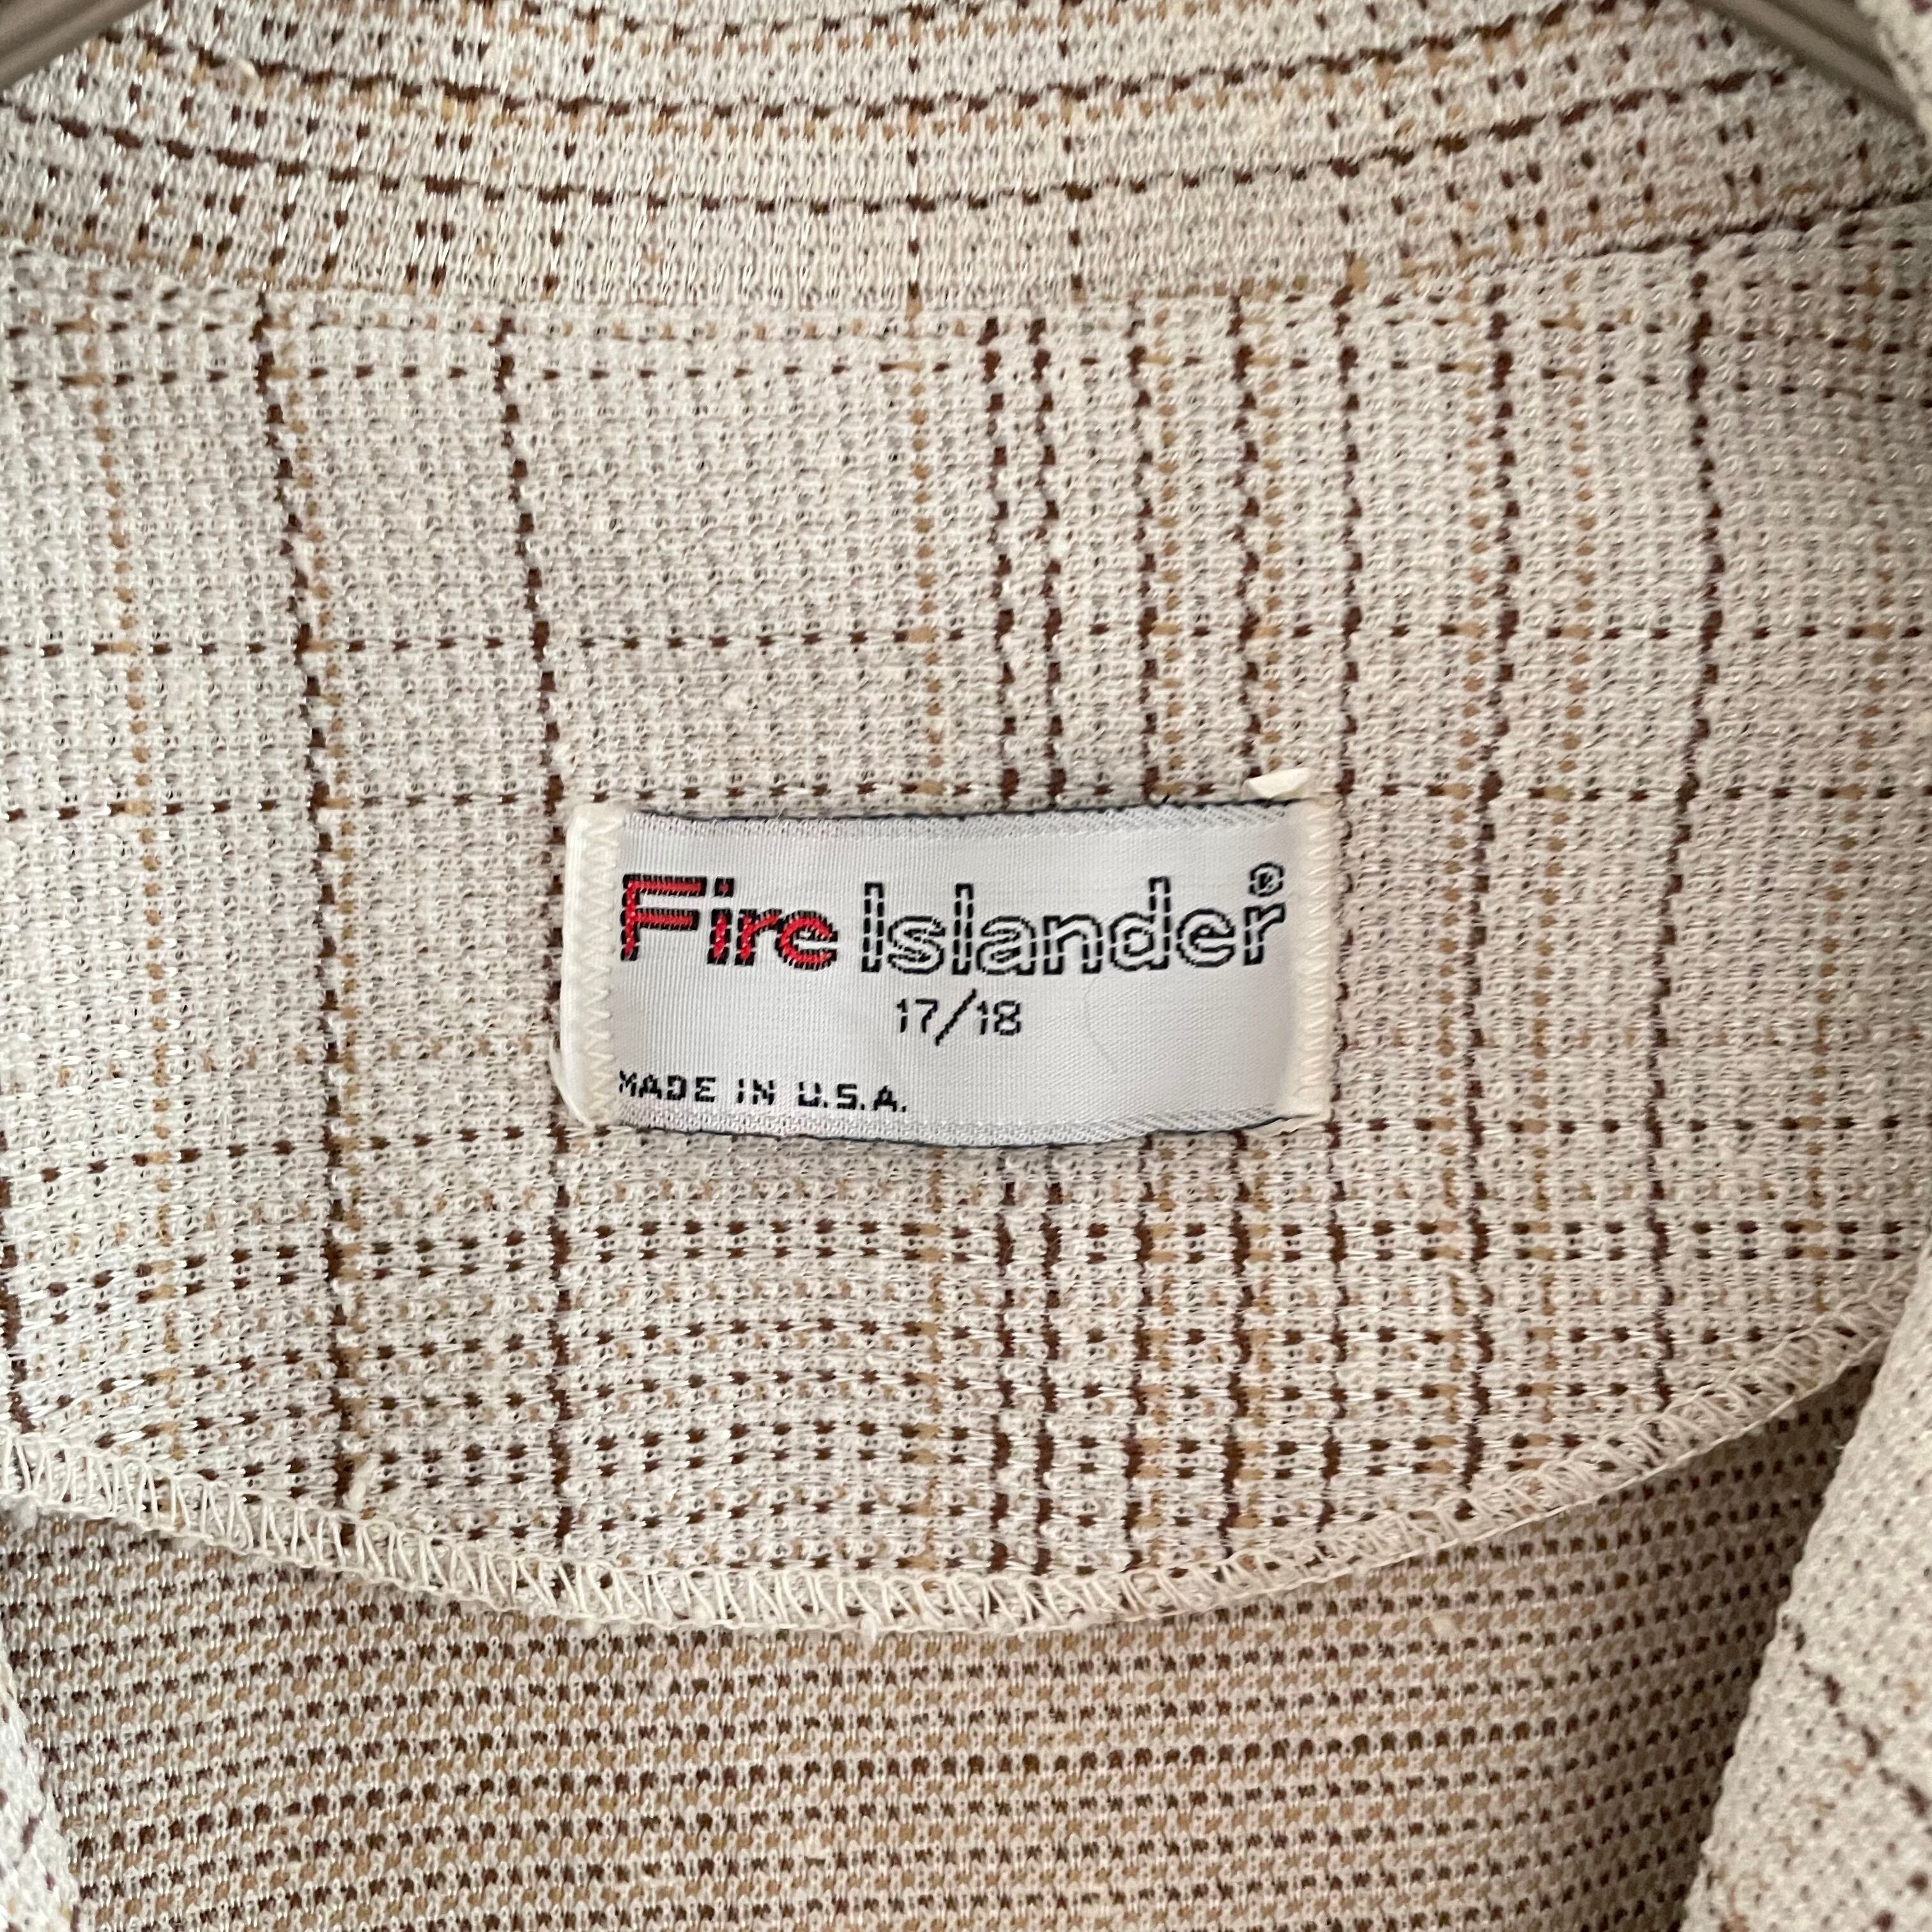 Fire Islander®
17/18
MADE IN U.S.A.